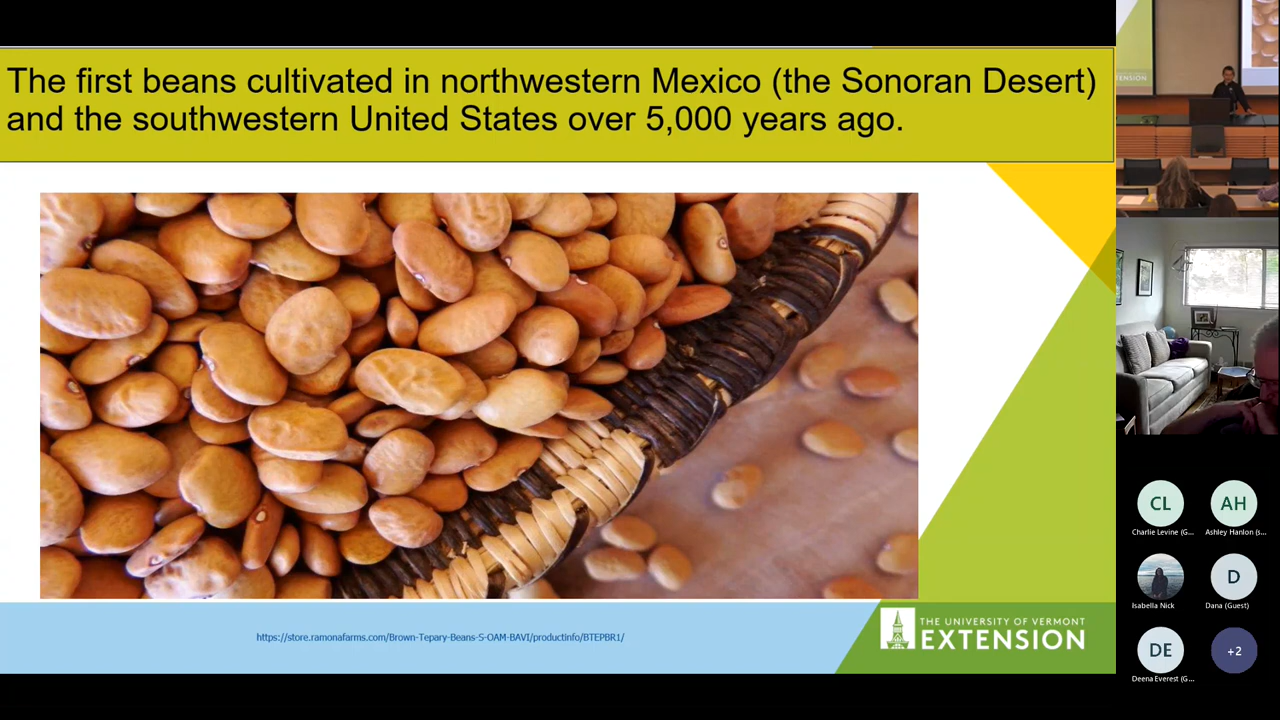 The first beans cultivated in northwestern Mexico (the Sonoran Desert)
and the southwestern United States over 5,000 years ago.
https://store.ramonafarms.com/Brown-Tepary-Beans-S-OAM-BAVI/productinfo/BTEPBR1/
THE UNIVERSITY OF VERMONT
EXTENSION
CL
AH
Charlie Levine (G...
Ashley Hanlon (s...
D
Isabella Nick
Dana (Guest)
DE
+2
Deena Everest (G...